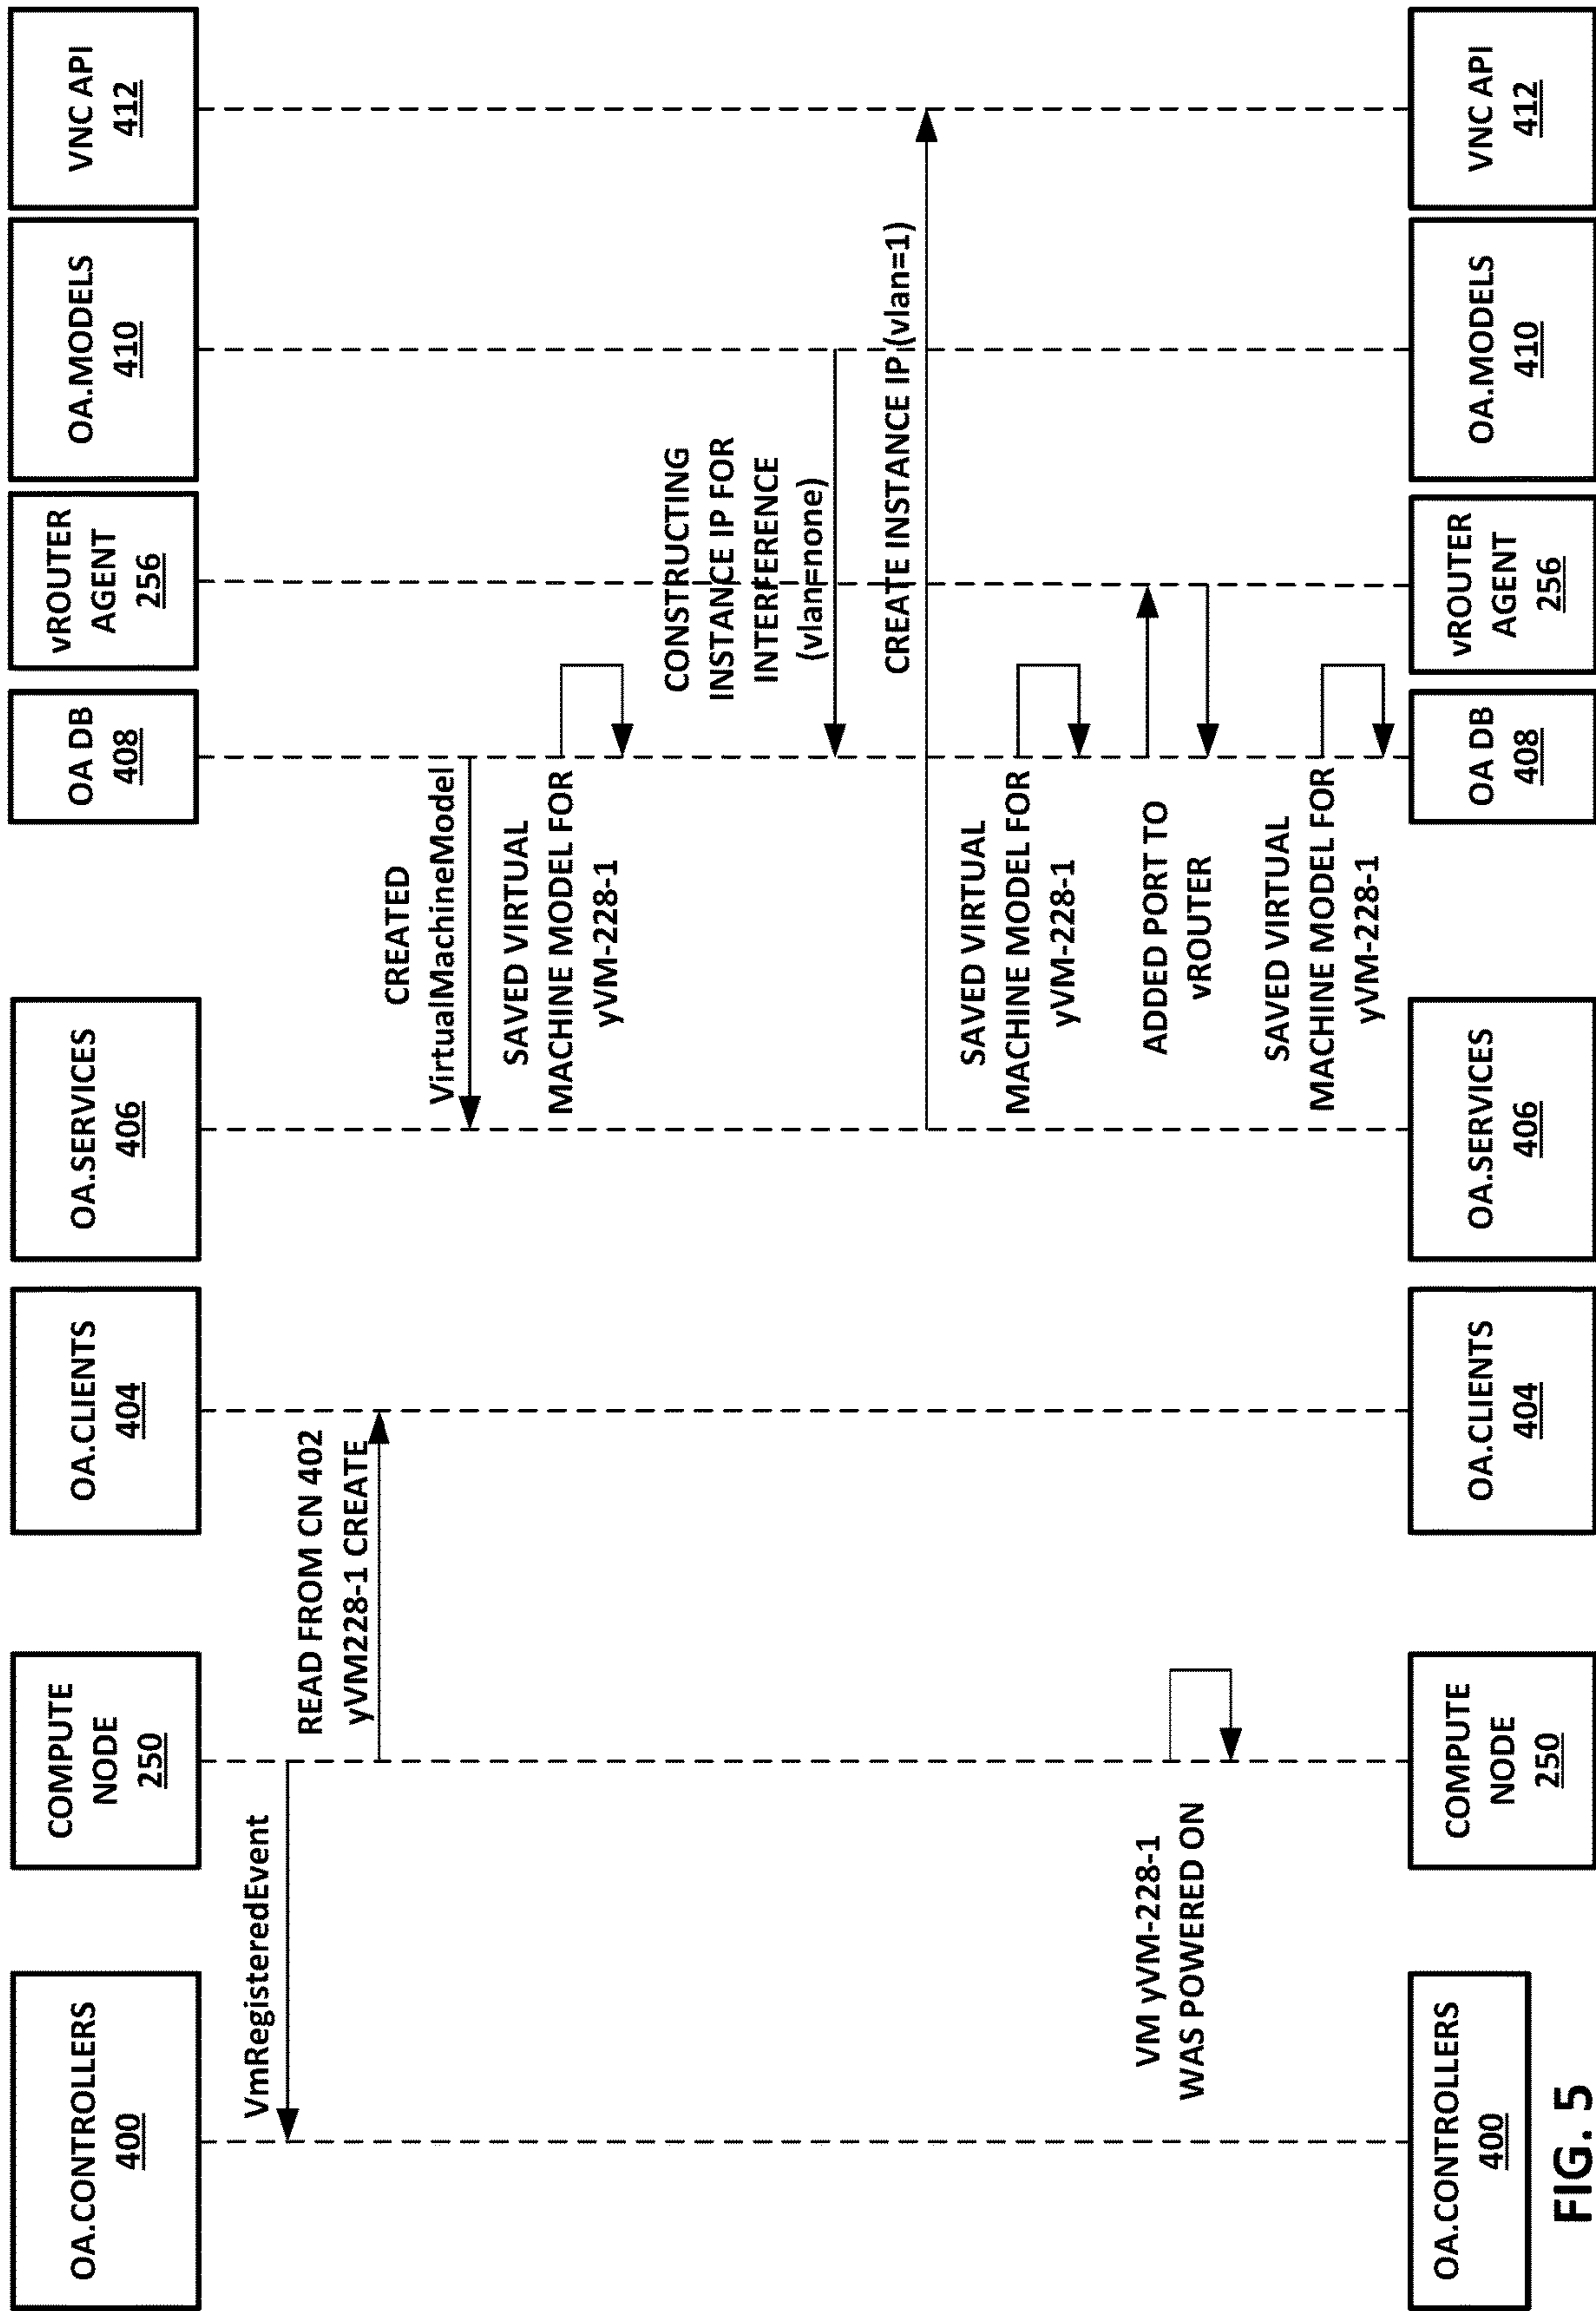 OA.CONTROLLERS
400
COMPUTE
NODE
250
OA.CLIENTS
404
OA.SERVICES
406
OA DB
408
vROUTER
AGENT
256
OA.MODELS
410
VNC API
412
VmRegisteredEvent
READ FROM CN 402
yVM228-1 CREATE
CREATED
VirtualMachineModel
SAVED VIRTUAL
MACHINE MODEL FOR
yVM-228-1
CONSTRUCTING
INSTANCE IP FOR
INTERFERENCE
(vlan=none)
CREATE INSTANCE IP (vlan=1)
SAVED VIRTUAL
MACHINE MODEL FOR
yVM-228-1
VM yVM-228-1
WAS POWERED ON
ADDED PORT TO
vROUTER
SAVED VIRTUAL
MACHINE MODEL FOR
yVM-228-1
OA.CONTROLLERS
400
COMPUTE
NODE
250
OA.CLIENTS
404
OA.SERVICES
406
OA DB
408
vROUTER
AGENT
256
OA.MODELS
410
VNC API
412
FIG. 5